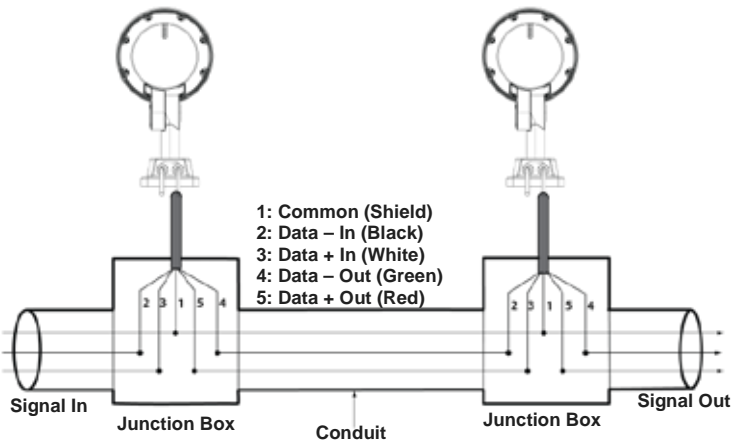 1: Common (Shield)
2: Data – In (Black)
3: Data + In (White)
4: Data – Out (Green)
5: Data + Out (Red)
2 3 1 5 4
2 3 1 5 4
Signal In
Junction Box
Conduit
Junction Box
Signal Out